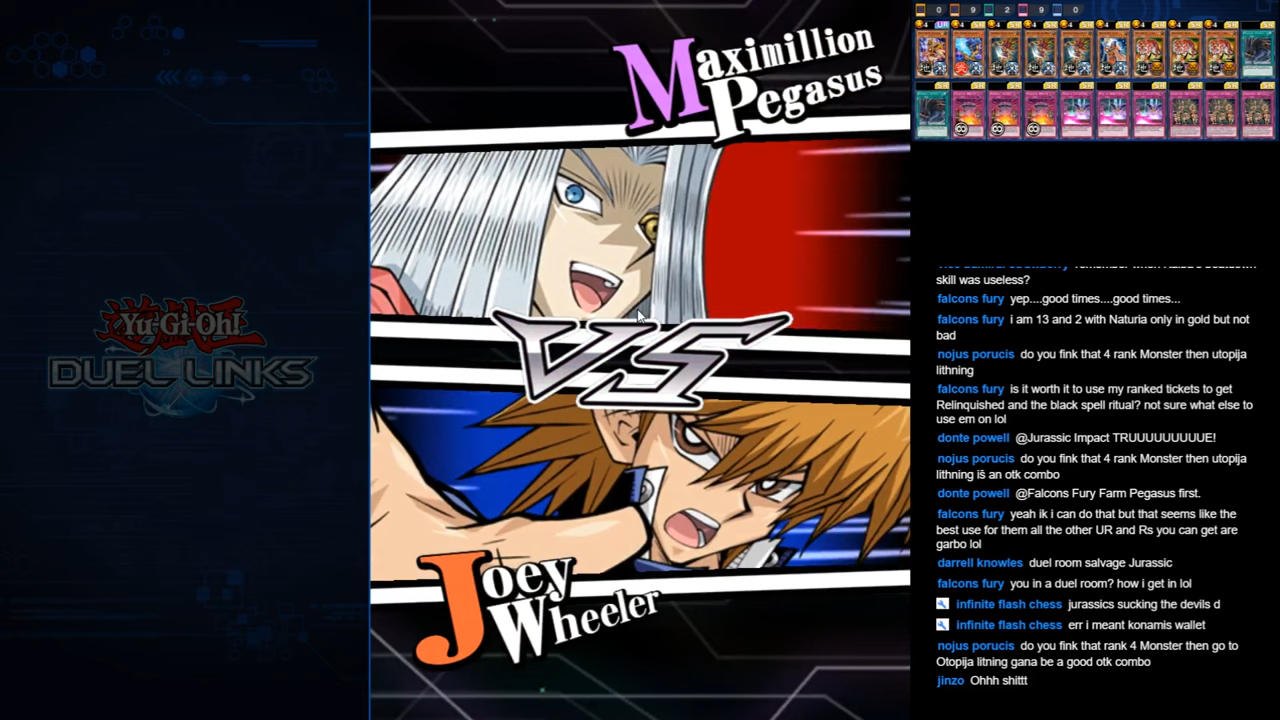 Maximillion
Pegasus
VS
Joey
Wheeler
Yu-Gi-Oh!
DUEL LINKS
0 9 2 9 0
skill was useless?
falcons fury yep....good times....good times...
falcons fury i am 13 and 2 with Naturia only in gold but not
bad
nojus porucis do you fink that 4 rank Monster then utopija
lithning
falcons fury is it worth it to use my ranked tickets to get
Relinquished and the black spell ritual? not sure what else to
use em on lol
donte powell @Jurassic Impact TRUUUUUUUUE!
nojus porucis do you fink that 4 rank Monster then utopija
lithning iš an otk combo
donte powell @Falcons Fury Farm Pegasus first.
falcons fury yeah ik i can do that but that seems like the
best use for them all the other UR and Rs you can get are
garbo lol
darrell knowles duel room salvage Jurassic
falcons fury you in a duel room? how i get in lol
infinite flash chess jurassics sucking the devils d
infinite flash chess err i meant konamis wallet
nojus porucis do you fink that rank 4 Monster then go to
Otopija litning gana be a good otk combo
jinzo Ohhh shittt